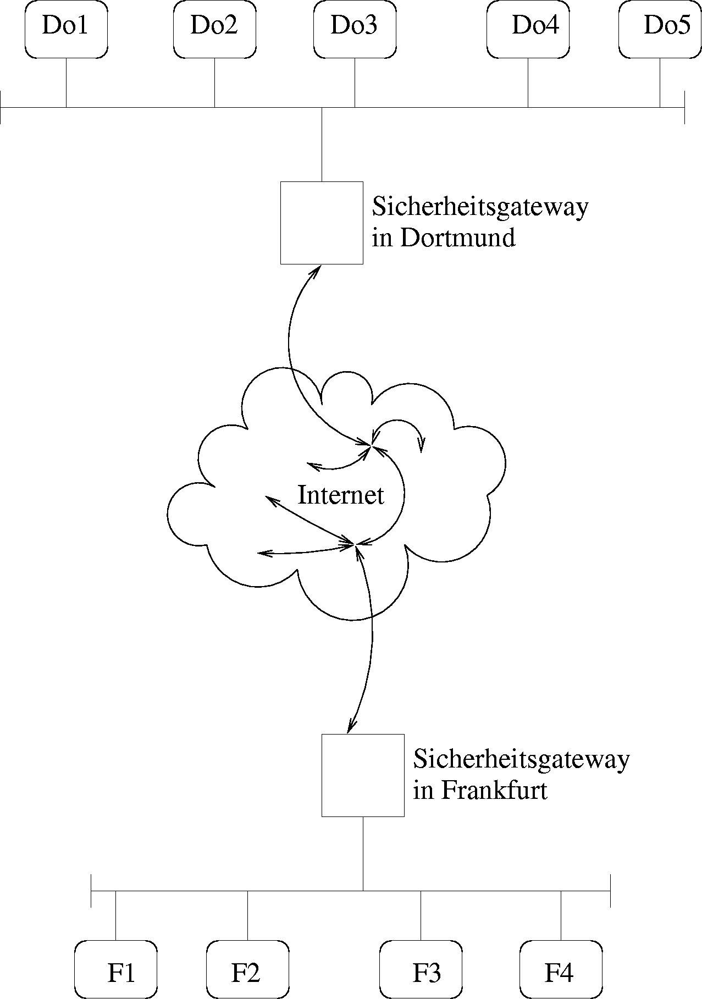 Do1 Do2 Do3 Do4 Do5
Sicherheitsgateway
in Dortmund
Internet
Sicherheitsgateway
in Frankfurt
F1 F2 F3 F4